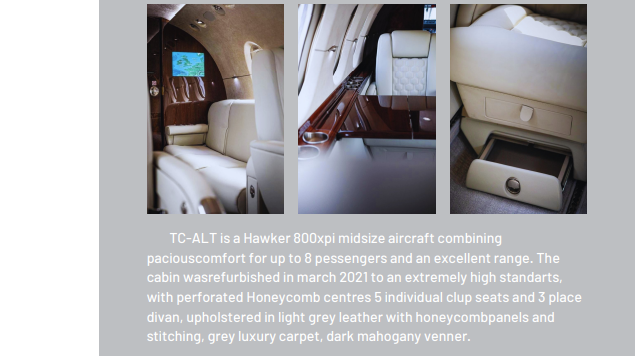 TC-ALT is a Hawker 800xpi midsize aircraft combining
paciouscomfort for up to 8 pessengers and an excellent range. The
cabin wasrefurbished in march 2021 to an extremely high standarts,
with perforated Honeycomb centres 5 individual clup seats and 3 place
divan, upholstered in light grey leather with honeycombpanels and
stitching, grey luxury carpet, dark mahogany venner.